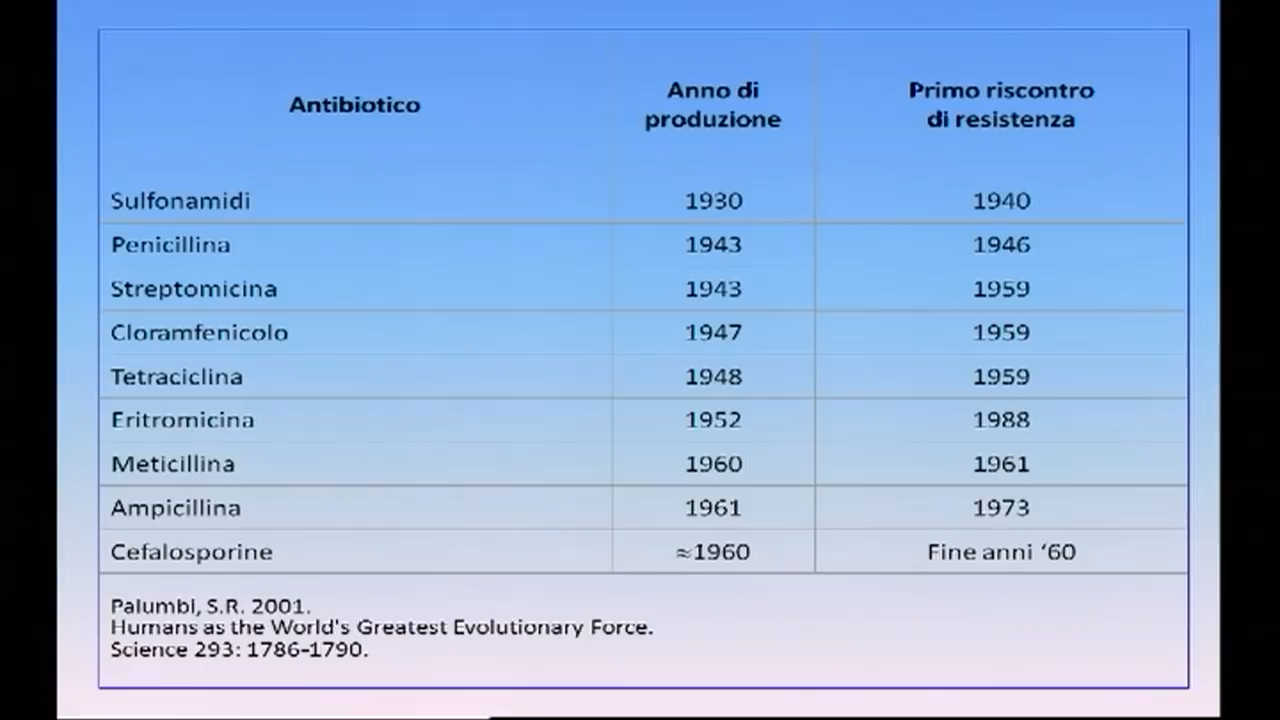 Antibiotico
Anno di
produzione
Primo riscontro
di resistenza
Sulfonamidi 1930 1940
Penicillina 1943 1946
Streptomicina 1943 1959
Cloramfenicolo 1947 1959
Tetraciclina 1948 1959
Eritromicina 1952 1988
Meticillina 1960 1961
Ampicillina 1961 1973
Cefalosporine ≈1960 Fine anni ‘60
Palumbi, S.R. 2001.
Humans as the World's Greatest Evolutionary Force.
Science 293: 1786-1790.